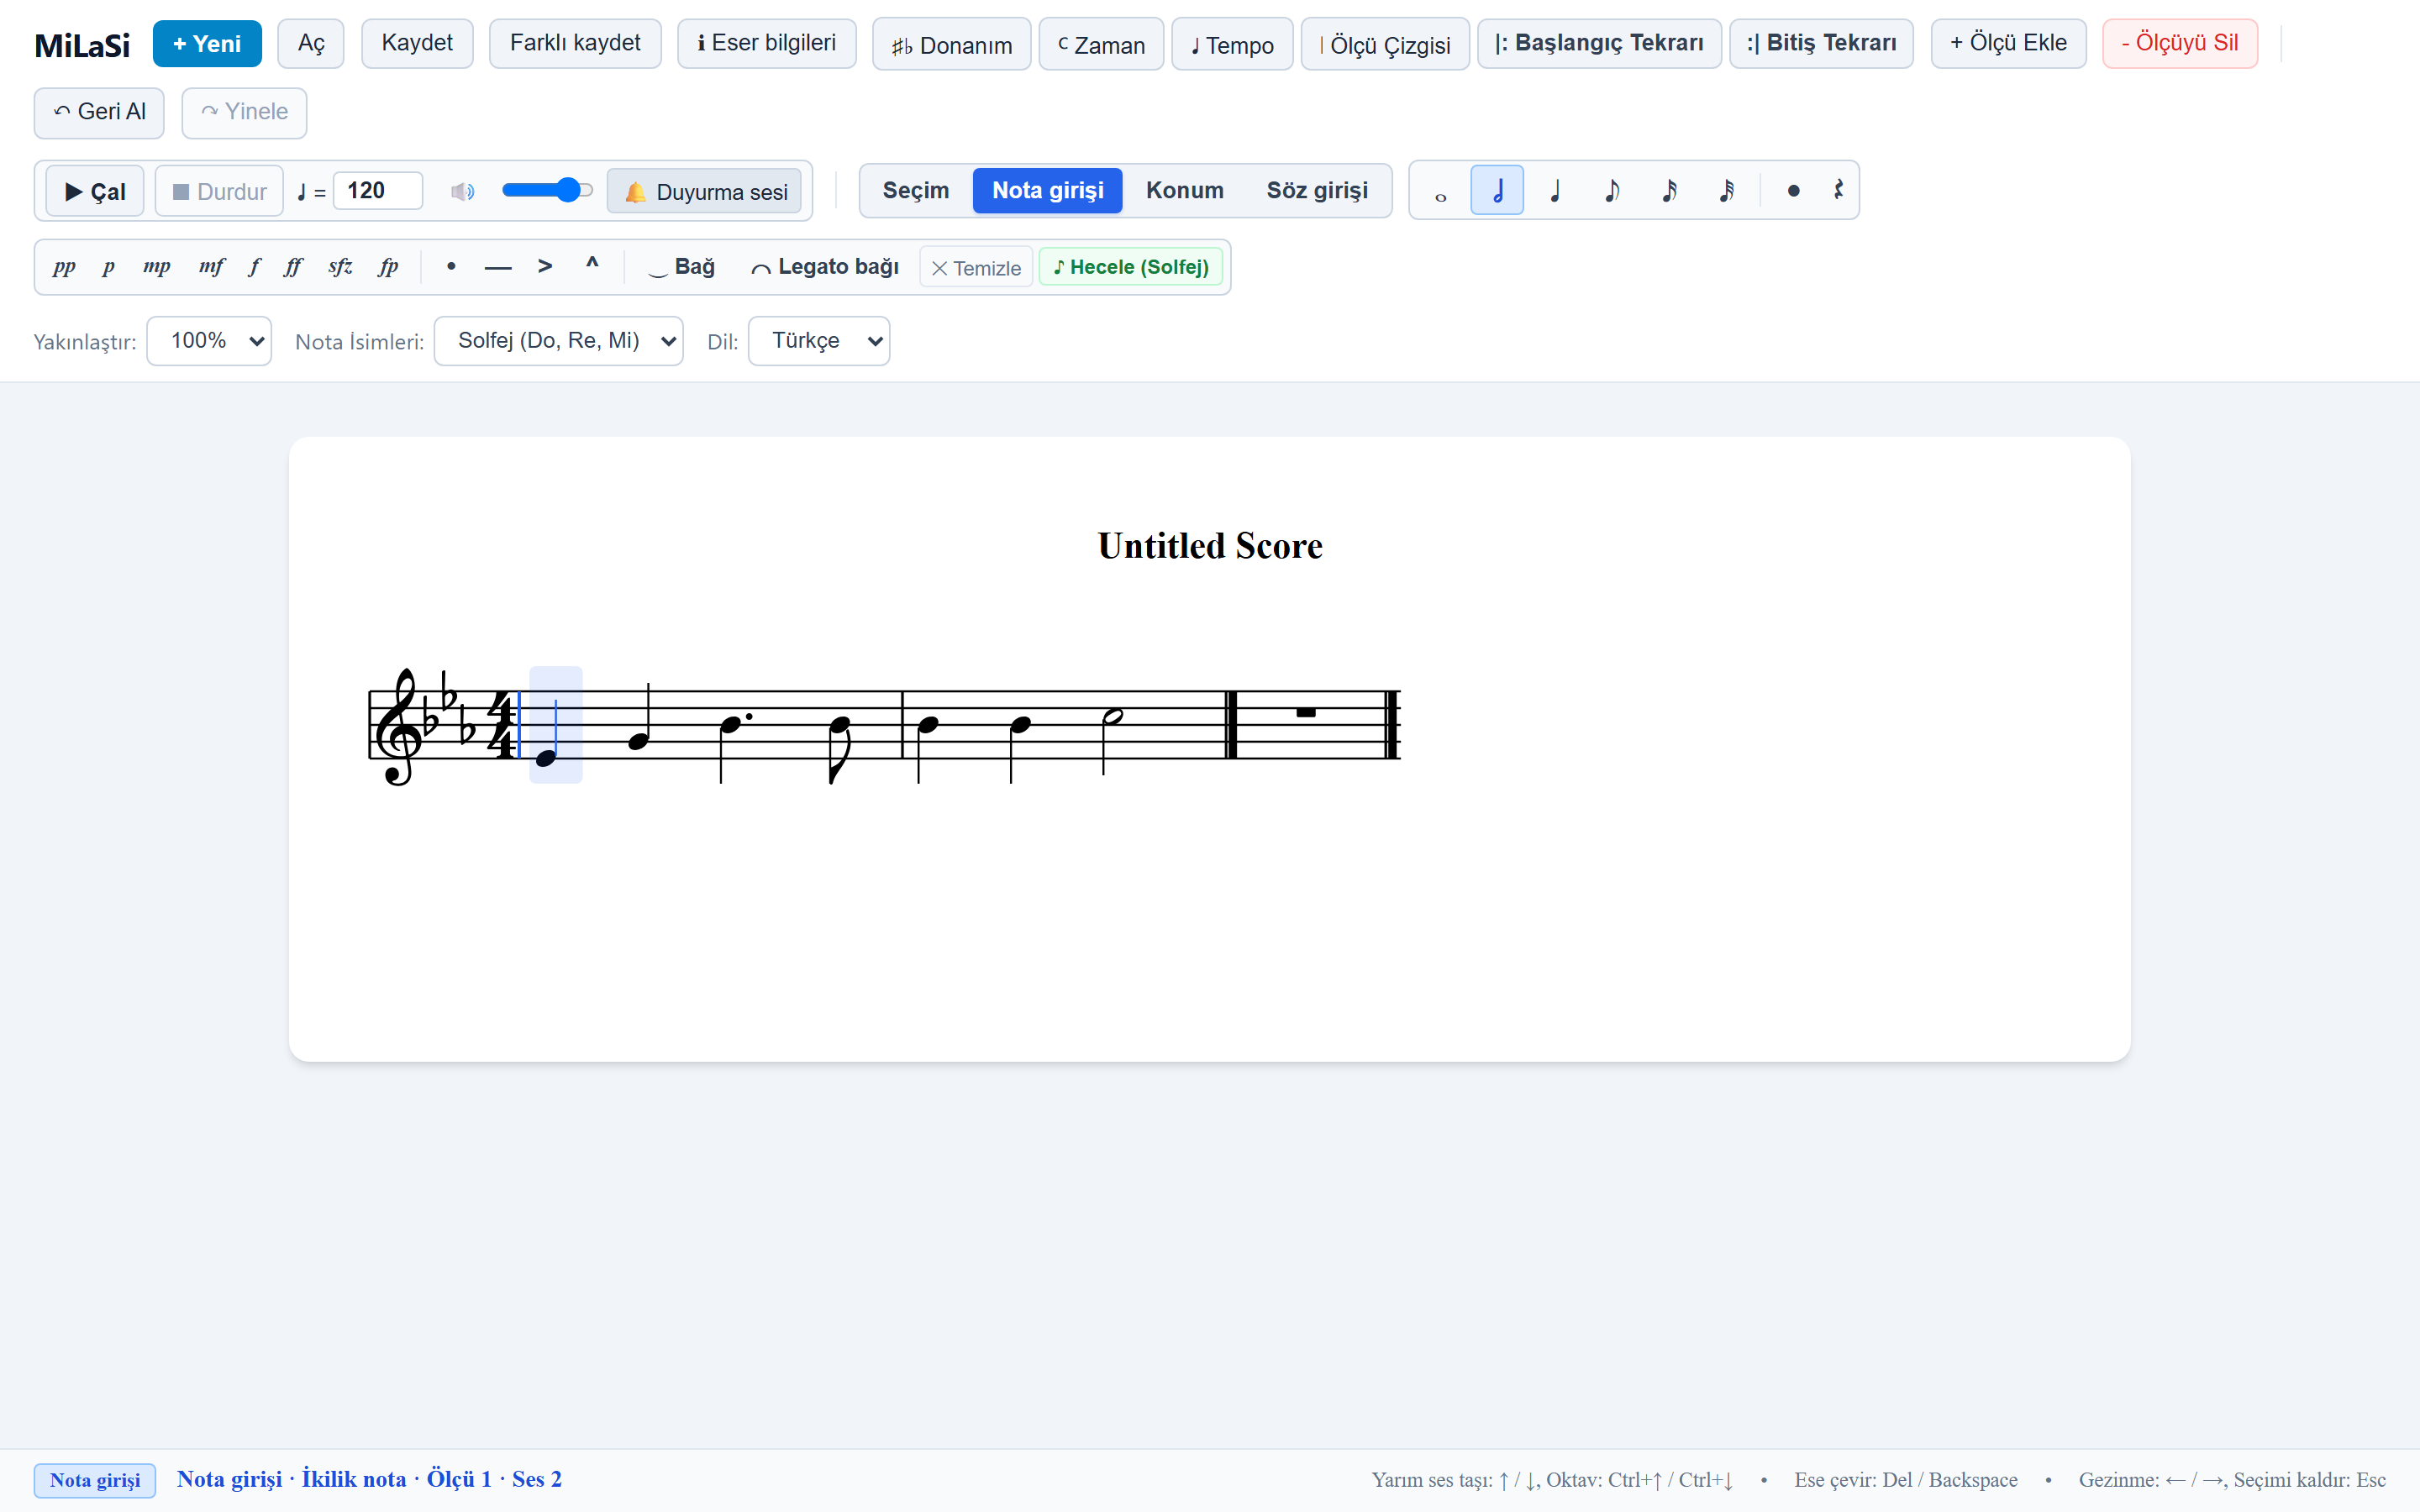 MiLaSi + Yeni Aç Kaydet Farklı kaydet ℹ Eser bilgileri ♯♭ Donanım C Zaman ♩ Tempo | Ölçü Çizgisi |: Başlangıç Tekrarı :| Bitiş Tekrarı + Ölçü Ekle - Ölçüyü Sil
↶ Geri Al ↷ Yinele
▶ Çal ■ Durdur ♩ = 120 🔊 🔔 Duyurma sesi Seçim Nota girişi Konum Söz girişi
pp p mp mf f ff sfz fp • — > ^ ‿ Bağ ⌒ Legato bağı ✕ Temizle ♪ Hecele (Solfej)
Yakınlaştır: 100% Nota İsimleri: Solfej (Do, Re, Mi) Dil: Türkçe
Untitled Score
4
4
Nota girişi Nota girişi · İkilik nota · Ölçü 1 · Ses 2 Yarım ses taşı: ↑ / ↓, Oktav: Ctrl+↑ / Ctrl+↓ • Ese çevir: Del / Backspace • Gezinme: ← / →, Seçimi kaldır: Esc